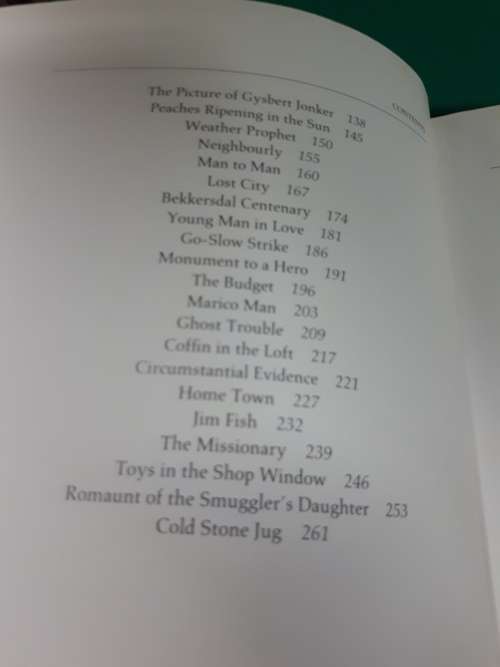 CONTENTS
The Picture of Gysbert Jonker 138
Peaches Ripening in the Sun 145
Weather Prophet 150
Neighbourly 155
Man to Man 160
Lost City 167
Bekkersdal Centenary 174
Young Man in Love 181
Go-Slow Strike 186
Monument to a Hero 191
The Budget 196
Marico Man 203
Ghost Trouble 209
Coffin in the Loft 217
Circumstantial Evidence 221
Home Town 227
Jim Fish 232
The Missionary 239
Toys in the Shop Window 246
Romaunt of the Smuggler's Daughter 253
Cold Stone Jug 261